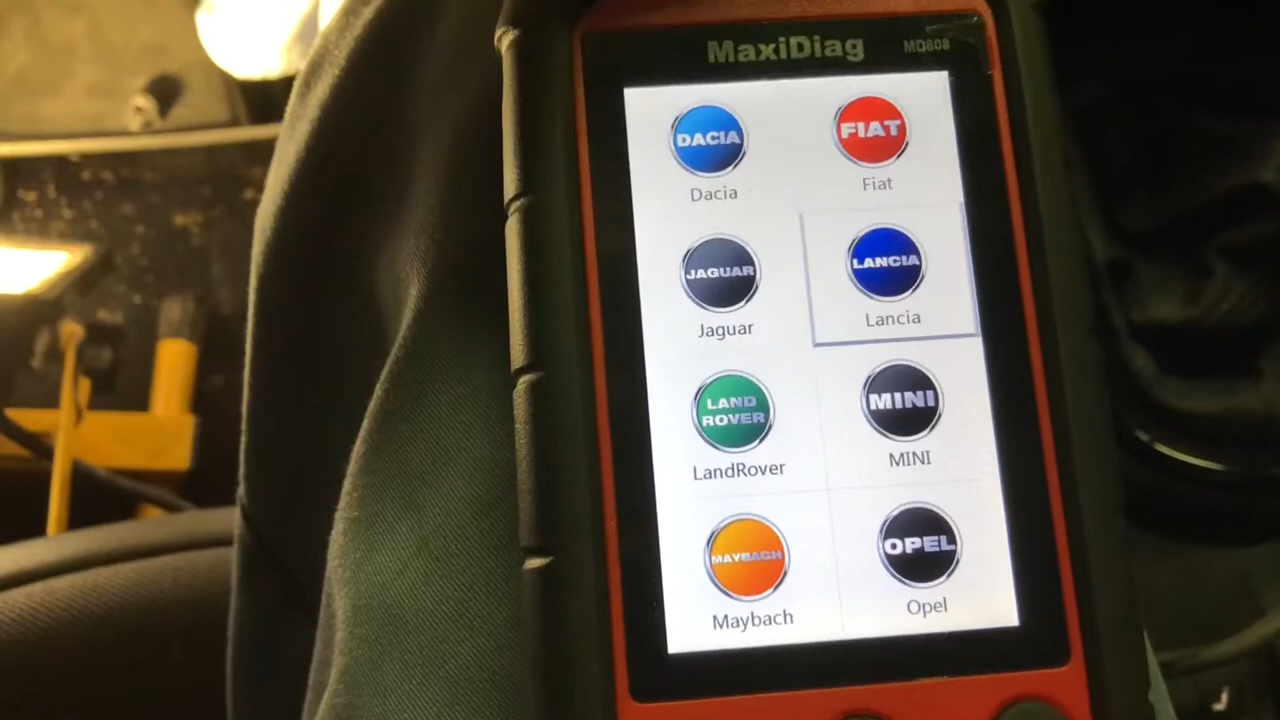 MaxiDiag MD808
DACIA
Dacia
FIAT
Fiat
JAGUAR
Jaguar
LANCIA
Lancia
LAND
ROVER
LandRover
MINI
MINI
MAYBACH
Maybach
OPEL
Opel